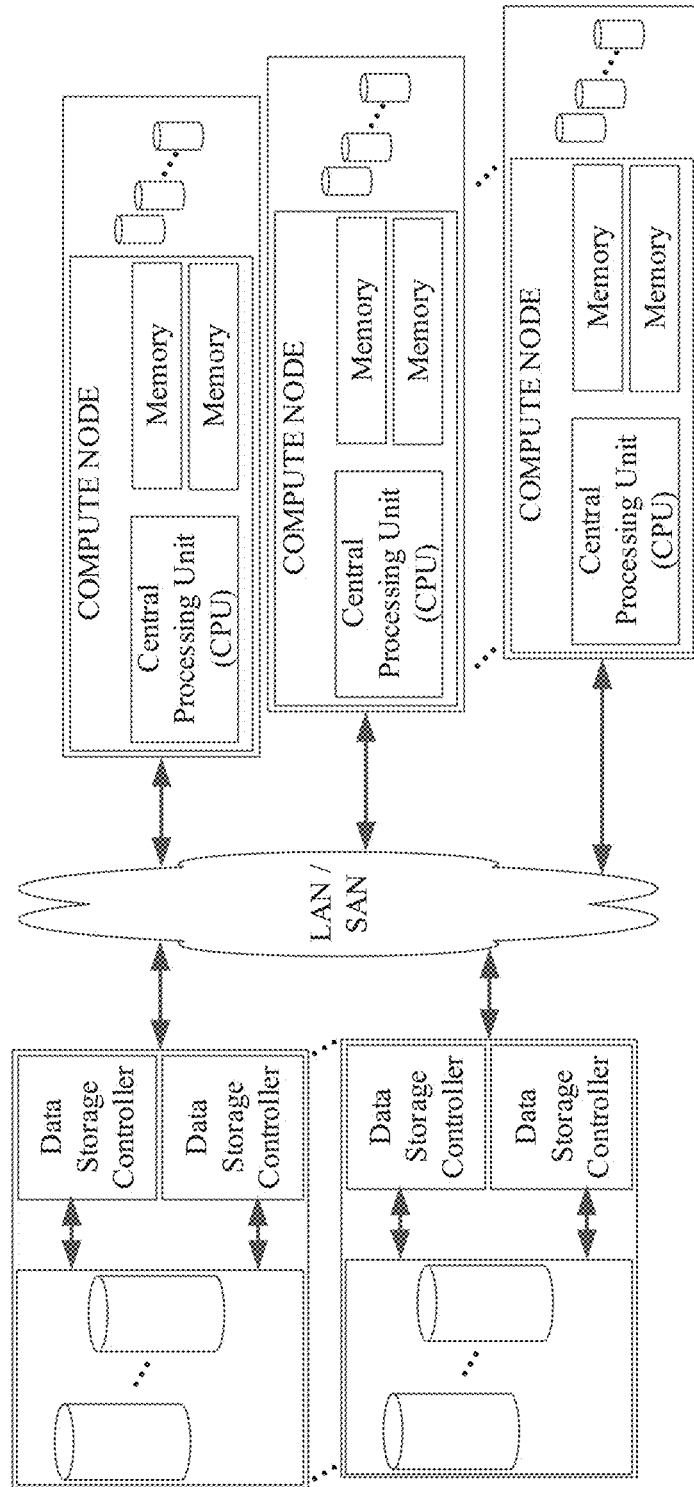 COMPUTE NODE
Central
Processing Unit
(CPU)
Memory
Memory
COMPUTE NODE
Central
Processing Unit
(CPU)
Memory
Memory
COMPUTE NODE
Central
Processing Unit
(CPU)
Memory
Memory
LAN /
SAN
Data
Storage
Controller
Data
Storage
Controller
Data
Storage
Controller
Data
Storage
Controller